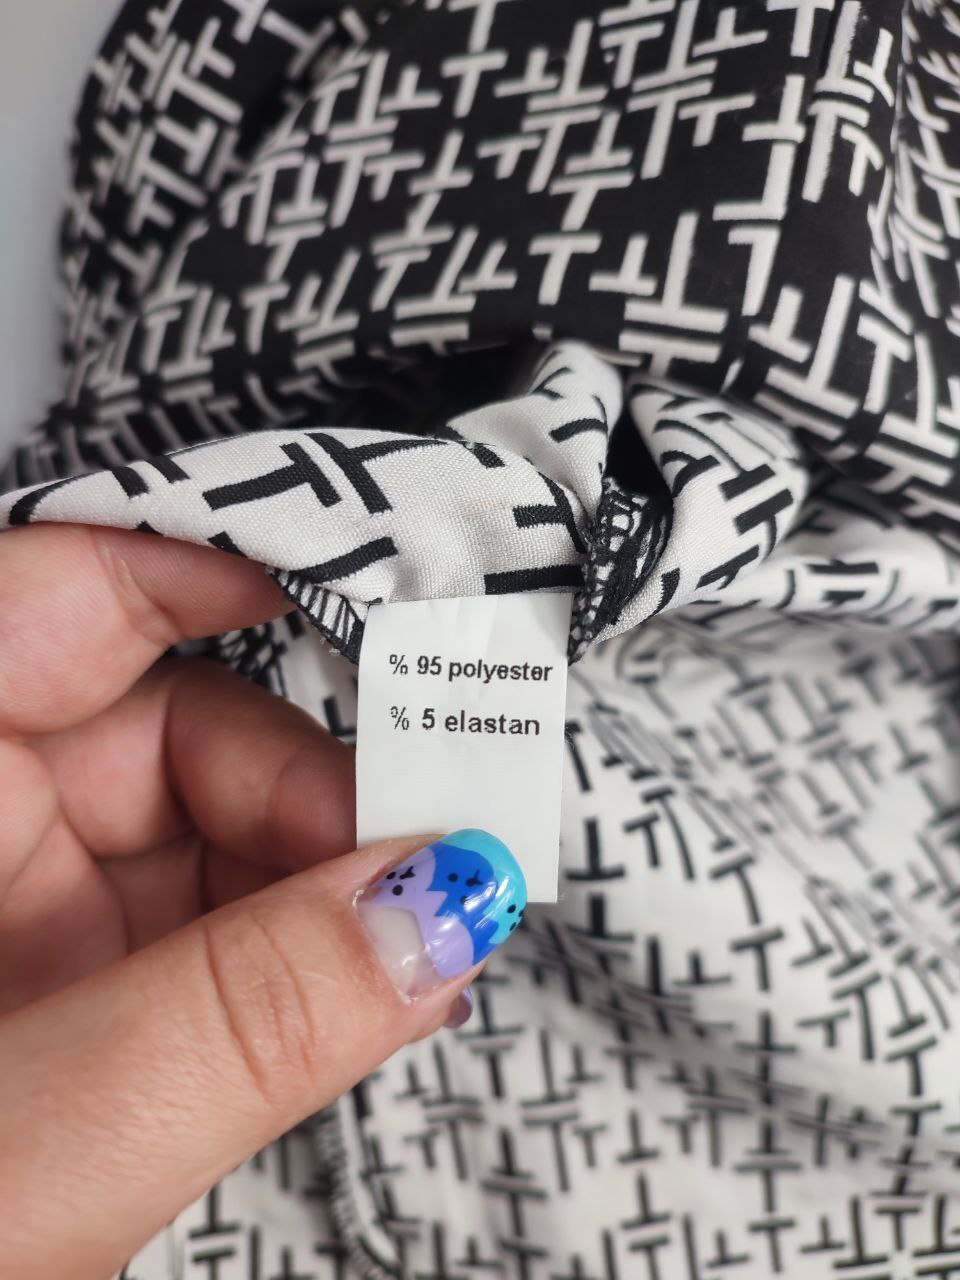 % 95 polyester
% 5 elastan